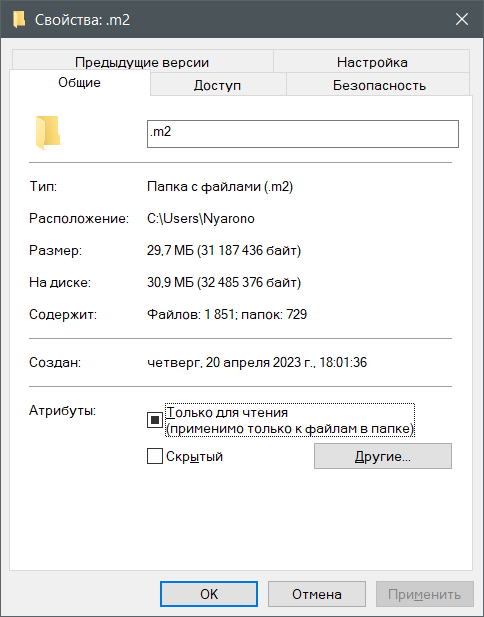 Свойства: .m2
Предыдущие версии
Настройка
Общие
Доступ
Безопасность
.m2
Тип: Папка с файлами (.m2)
Расположение: C:\Users\Nyarono
Размер: 29,7 МБ (31 187 436 байт)
На диске: 30,9 МБ (32 485 376 байт)
Содержит: Файлов: 1 851; папок: 729
Создан: четверг, 20 апреля 2023 г., 18:01:36
Атрибуты: Только для чтения
(применимо только к файлам в папке)
Скрытый
Другие...
OK
Отмена
Применить